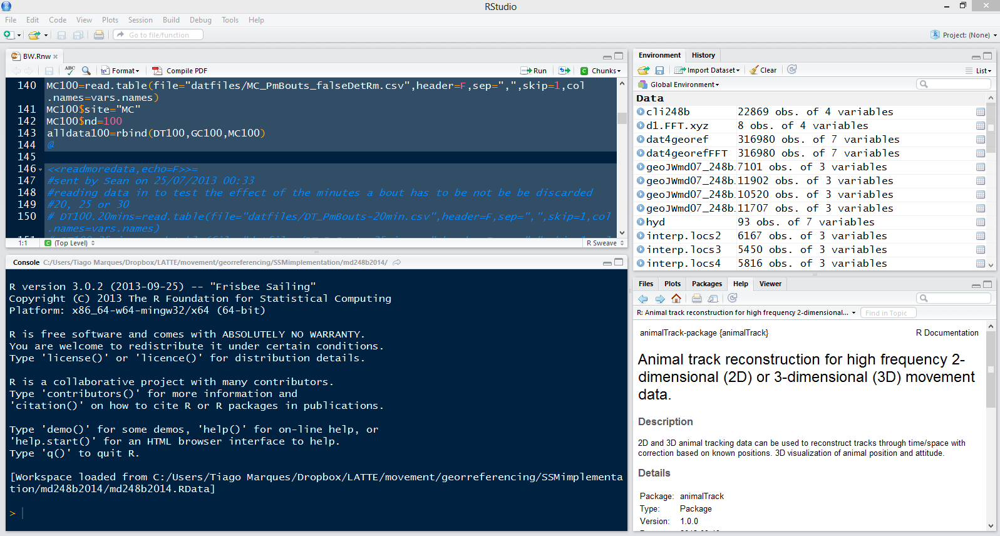 RStudio
File Edit Code View Plots Session Build Debug Tools Help
Go to file/function
Project: (None)
BW.Rnw
ABC Format Compile PDF Run Chunks
140 MC100=read.table(file="datfiles/MC_PmBouts_falseDetRm.csv",header=F,sep=",",skip=1,col
.names=vars.names)
141 MC100$site="MC"
142 MC100$nd=100
143 alldata100=rbind(DT100,GC100,MC100)
144 @
145
146 <<readmoredata,echo=F>>=
147 #sent by Sean on 25/07/2013 00:33
148 #reading data in to test the effect of the minutes a bout has to be not be be discarded
149 #20, 25 or 30
150 # DT100.20mins=read.table(file="datfiles/DT_PmBouts-20min.csv",header=F,sep=",",skip=1,col
.names=vars.names)
1:1 (Top Level) R Sweave
Console C:/Users/Tiago Marques/Dropbox/LATTE/movement/georreferencing/SSMimplementation/md248b2014/
R version 3.0.2 (2013-09-25) -- "Frisbee Sailing"
Copyright (C) 2013 The R Foundation for Statistical Computing
Platform: x86_64-w64-mingw32/x64 (64-bit)
R is free software and comes with ABSOLUTELY NO WARRANTY.
You are welcome to redistribute it under certain conditions.
Type 'license()' or 'licence()' for distribution details.
R is a collaborative project with many contributors.
Type 'contributors()' for more information and
'citation()' on how to cite R or R packages in publications.
Type 'demo()' for some demos, 'help()' for on-line help, or
'help.start()' for an HTML browser interface to help.
Type 'q()' to quit R.
[Workspace loaded from C:/Users/Tiago Marques/Dropbox/LATTE/movement/georreferencing/SSMimplementa
tion/md248b2014/md248b2014.RData]
>
Environment History
Import Dataset Clear List
Global Environment
Data
cli248b 22869 obs. of 4 variables
d1.FFT.xyz 8 obs. of 4 variables
dat4georef 316980 obs. of 7 variables
dat4georefFFT 316980 obs. of 7 variables
geoJWmd07_248b. 7101 obs. of 3 variables
geoJWmd07_248b. 11902 obs. of 3 variables
geoJWmd07_248b. 10520 obs. of 3 variables
geoJWmd07_248b. 11707 obs. of 3 variables
hyd 93 obs. of 7 variables
interp.locs2 6167 obs. of 3 variables
interp.locs3 5450 obs. of 3 variables
interp.locs4 5816 obs. of 3 variables
Files Plots Packages Help Viewer
R: Animal track reconstruction for high frequency 2-dimensional... Find in Topic
animalTrack-package {animalTrack} R Documentation
Animal track reconstruction for high frequency 2-
dimensional (2D) or 3-dimensional (3D) movement
data.
Description
2D and 3D animal tracking data can be used to reconstruct tracks through time/space with
correction based on known positions. 3D visualization of animal position and attitude.
Details
Package: animalTrack
Type: Package
Version: 1.0.0